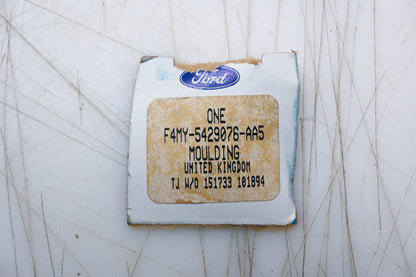 Ford
ONE
F4MY-5429076-AA5
MOULDING
UNITED KINGDOM
TJ W/O 151733 101894